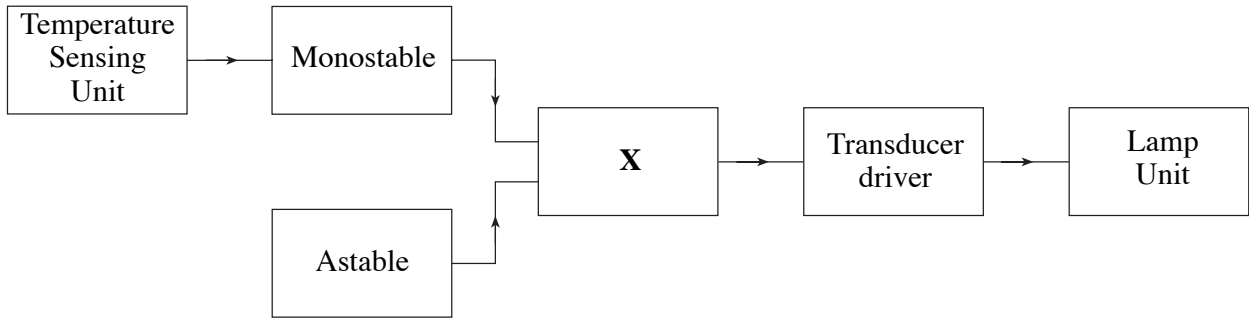 Temperature
Sensing
Unit
Monostable
X
Transducer
driver
Lamp
Unit
Astable